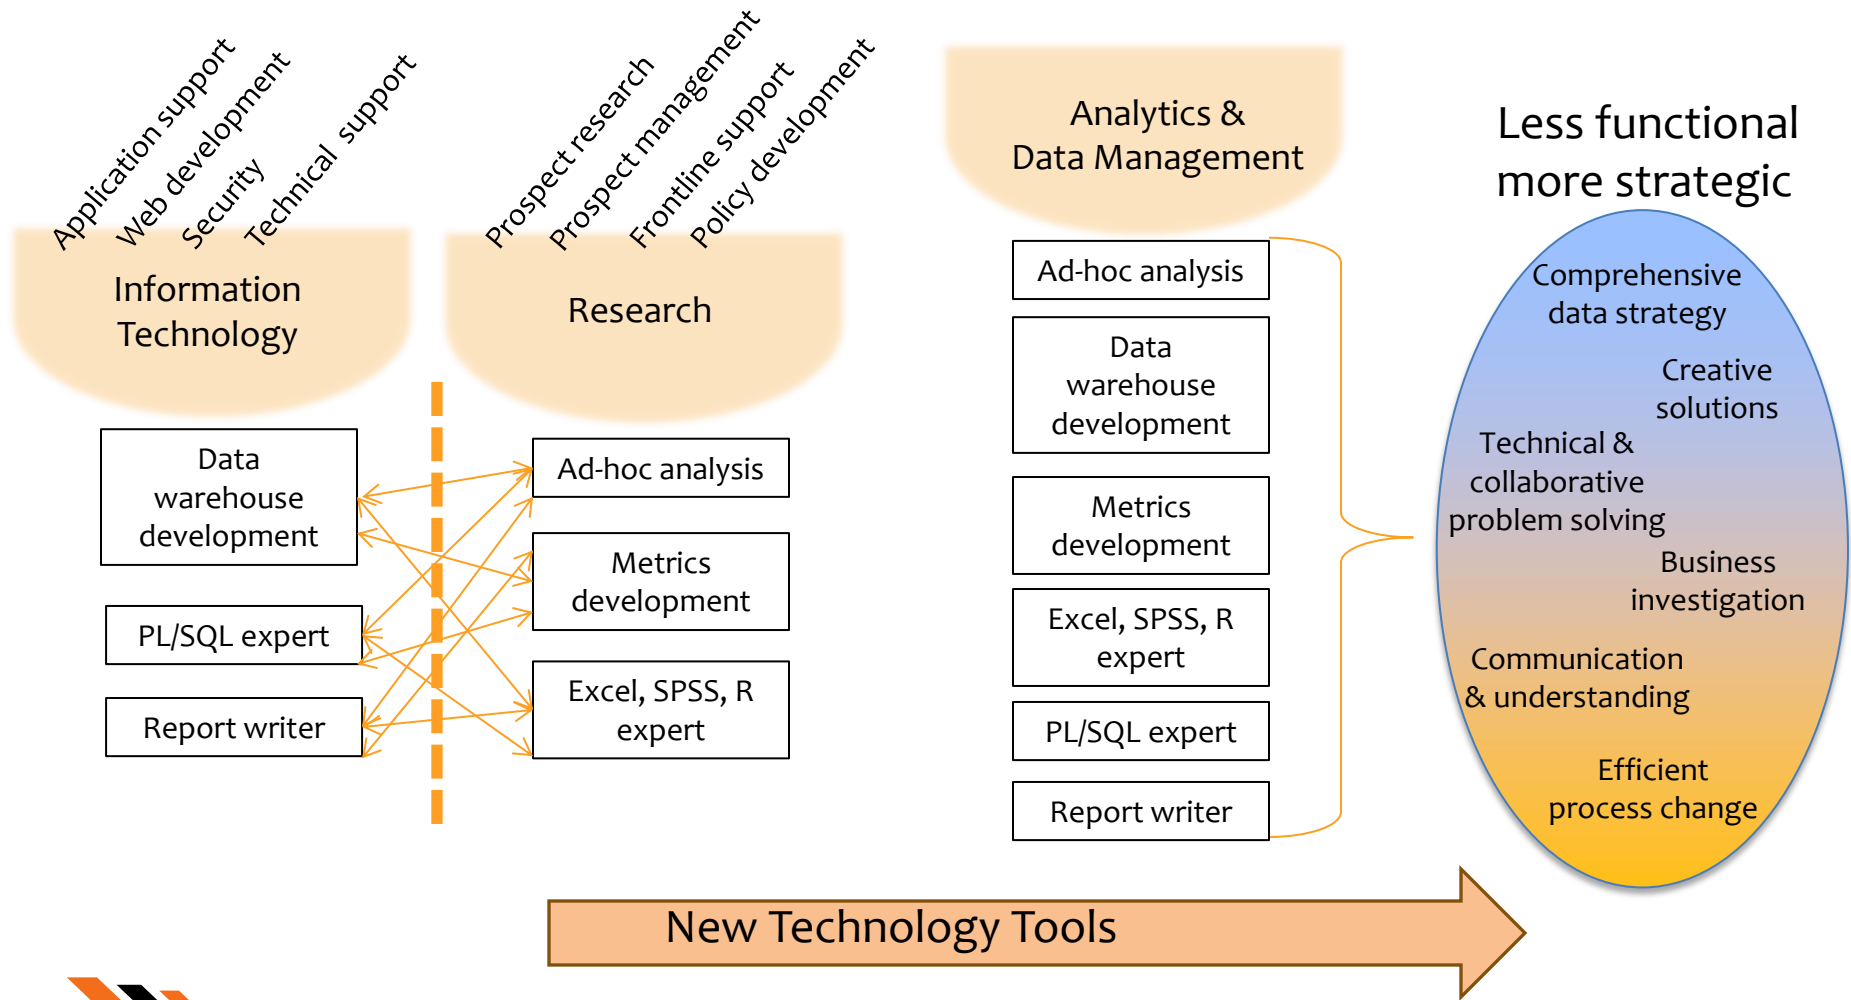 Application support
Web development
Security
Technical support
Information
Technology
Data
warehouse
development
PL/SQL expert
Report writer
Prospect research
Prospect management
Frontline support
Policy development
Research
Ad-hoc analysis
Metrics
development
Excel, SPSS, R
expert
Analytics &
Data Management
Ad-hoc analysis
Data
warehouse
development
Metrics
development
Excel, SPSS, R
expert
PL/SQL expert
Report writer
Less functional
more strategic
Comprehensive
data strategy
Creative
solutions
Technical &
collaborative
problem solving
Business
investigation
Communication
& understanding
Efficient
process change
New Technology Tools